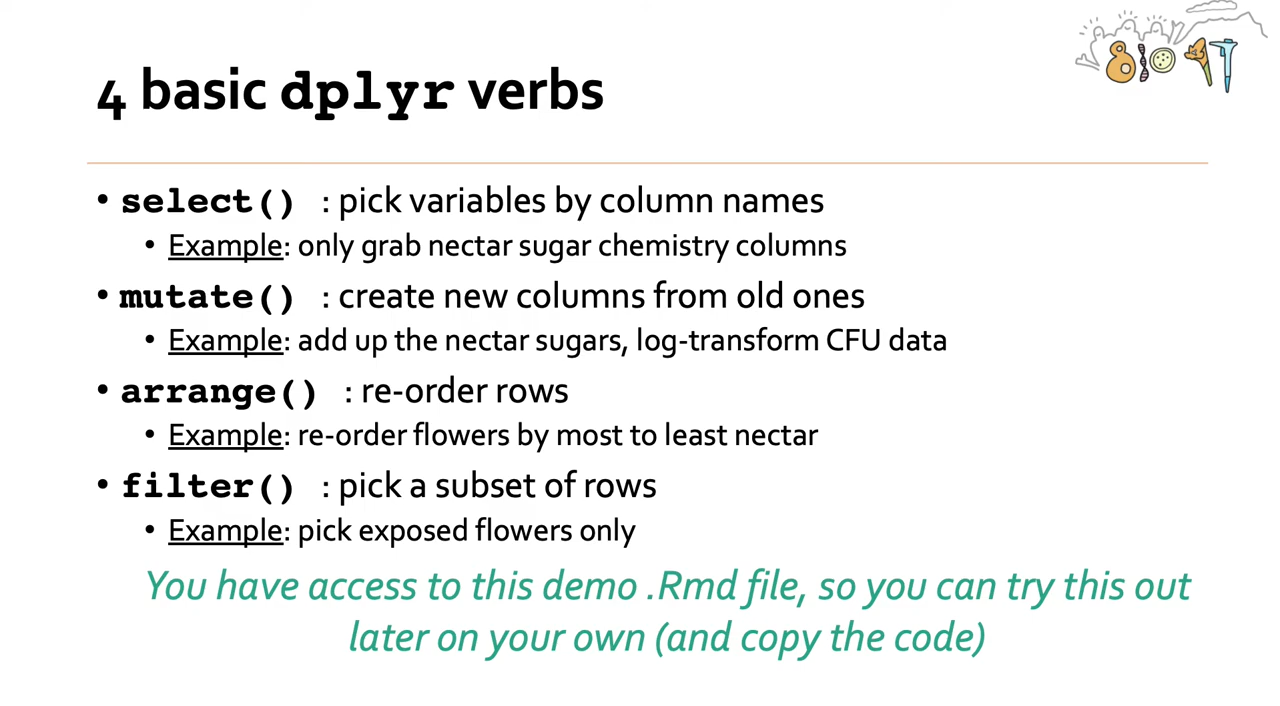 4 basic dplyr verbs
• select() : pick variables by column names
• Example: only grab nectar sugar chemistry columns
• mutate() : create new columns from old ones
• Example: add up the nectar sugars, log-transform CFU data
• arrange() : re-order rows
• Example: re-order flowers by most to least nectar
• filter() : pick a subset of rows
• Example: pick exposed flowers only
You have access to this demo .Rmd file, so you can try this out
later on your own (and copy the code)